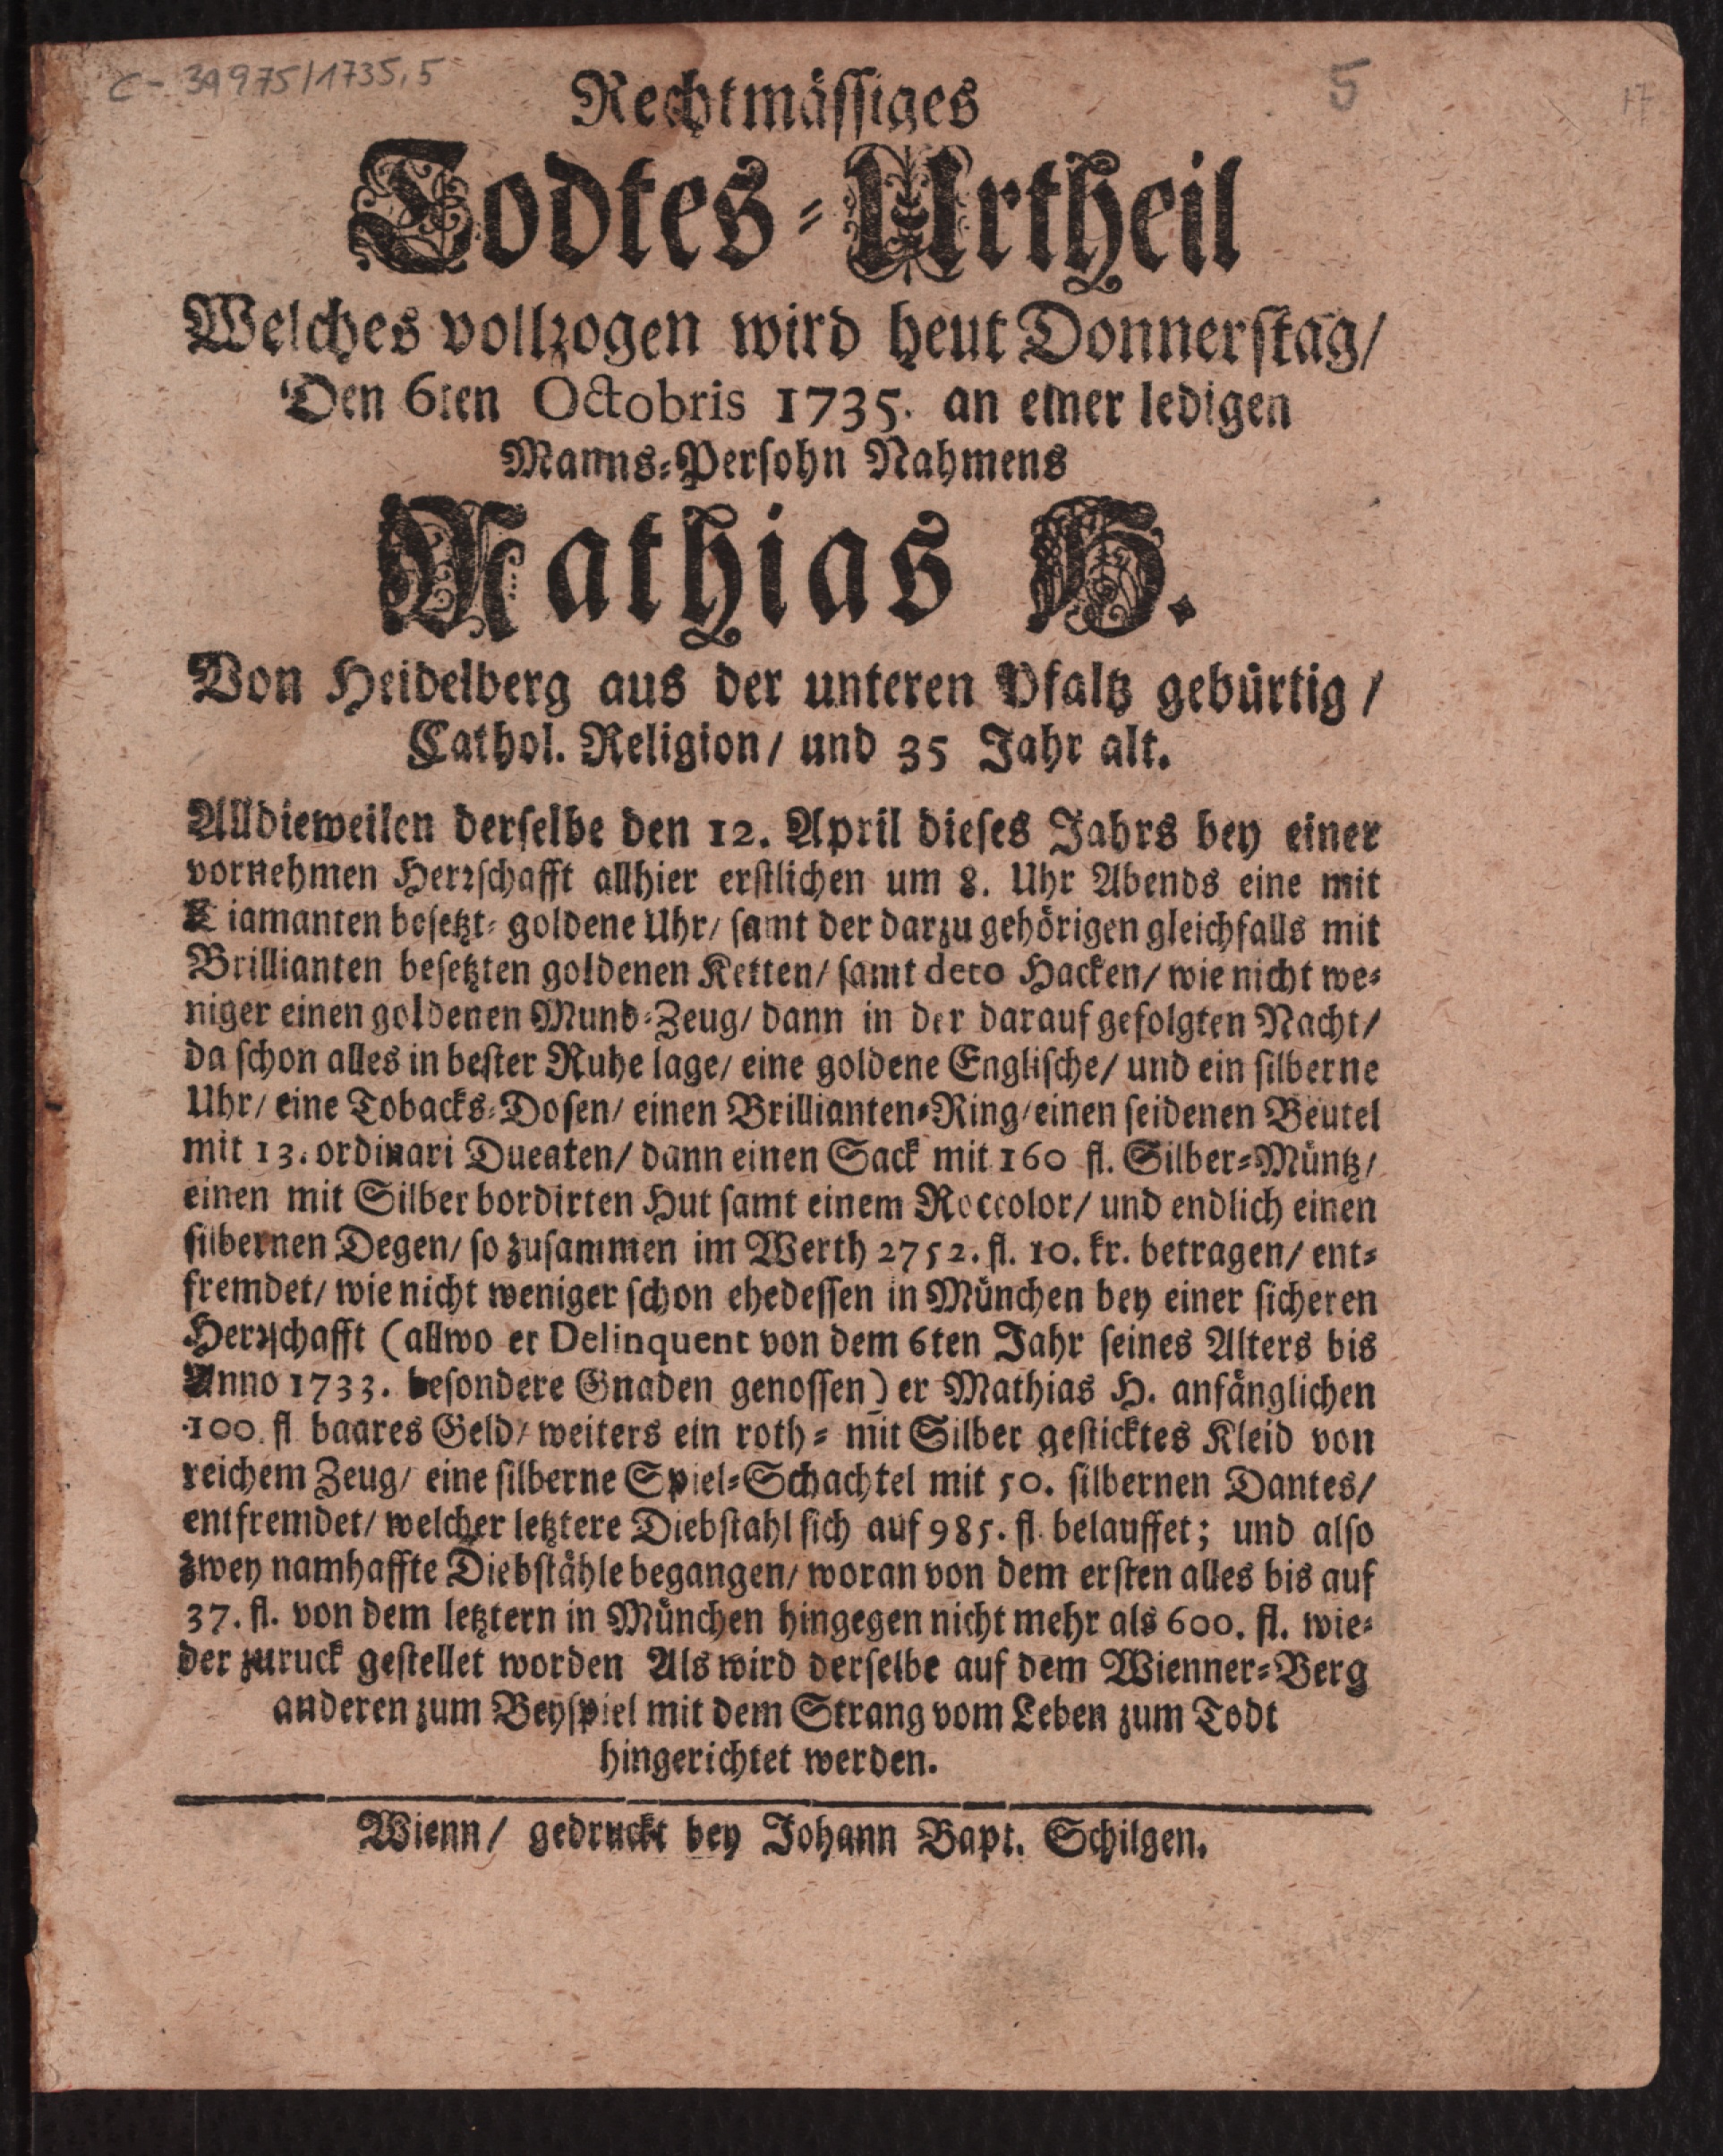 C-39975/1735,5
5
17
Rechtmässiges
Todtes-Urtheil
Welches vollzogen wird heut Donnerstag/
Den 6ten Octobris 1735. an einer ledigen
Manns-Persohn Nahmens
Mathias H.
Von Heidelberg aus der unteren Pfaltz gebürtig /
Cathol. Religion/ und 35 Jahr alt.
Alldieweilen derselbe den 12. April dieses Jahrs bey einer
vornehmen Herrschafft allhier erstlichen um 8. Uhr Abends eine mit
Diamanten besetzt- goldene Uhr/ samt der darzu gehörigen gleichfalls mit
Brillianten besetzten goldenen Ketten/ samt deto Hacken/ wie nicht we-
niger einen goldenen Mund-Zeug/ dann in der darauf gefolgten Nacht/
da schon alles in bester Ruhe lage/ eine goldene Englische/ und ein silberne
Uhr/ eine Tobacks-Dosen/ einen Brillianten-Ring/ einen seidenen Beutel
mit 13. ordinari Dueaten/ dann einen Sack mit 160 fl. Silber-Müntz/
einen mit Silber bordirten Hut samt einem Roccolor/ und endlich einen
silbernen Degen/ so zusammen im Werth 2752. fl. 10. kr. betragen/ ent-
fremdet/ wie nicht weniger schon ehedessen in München bey einer sicheren
Herrschafft (allwo er Delinquent von dem 6ten Jahr seines Alters bis
Anno 1733. besondere Gnaden genossen) er Mathias H. anfänglichen
100. fl baares Geld/ weiters ein roth- mit Silber gesticktes Kleid von
reichem Zeug/ eine silberne Spiel-Schachtel mit 50. silbernen Dantes/
entfremdet/ welcher letztere Diebstahl sich auf 985. fl. belauffet; und also
zwey namhaffte Diebstähle begangen/ woran von dem ersten alles bis auf
37. fl. von dem letztern in München hingegen nicht mehr als 600. fl. wie-
der zuruck gestellet worden Als wird derselbe auf dem Wienner-Berg
anderen zum Beyspiel mit dem Strang vom Leben zum Todt
hingerichtet werden.
Wienn/ gedruckt bey Johann Bapt. Schilgen.